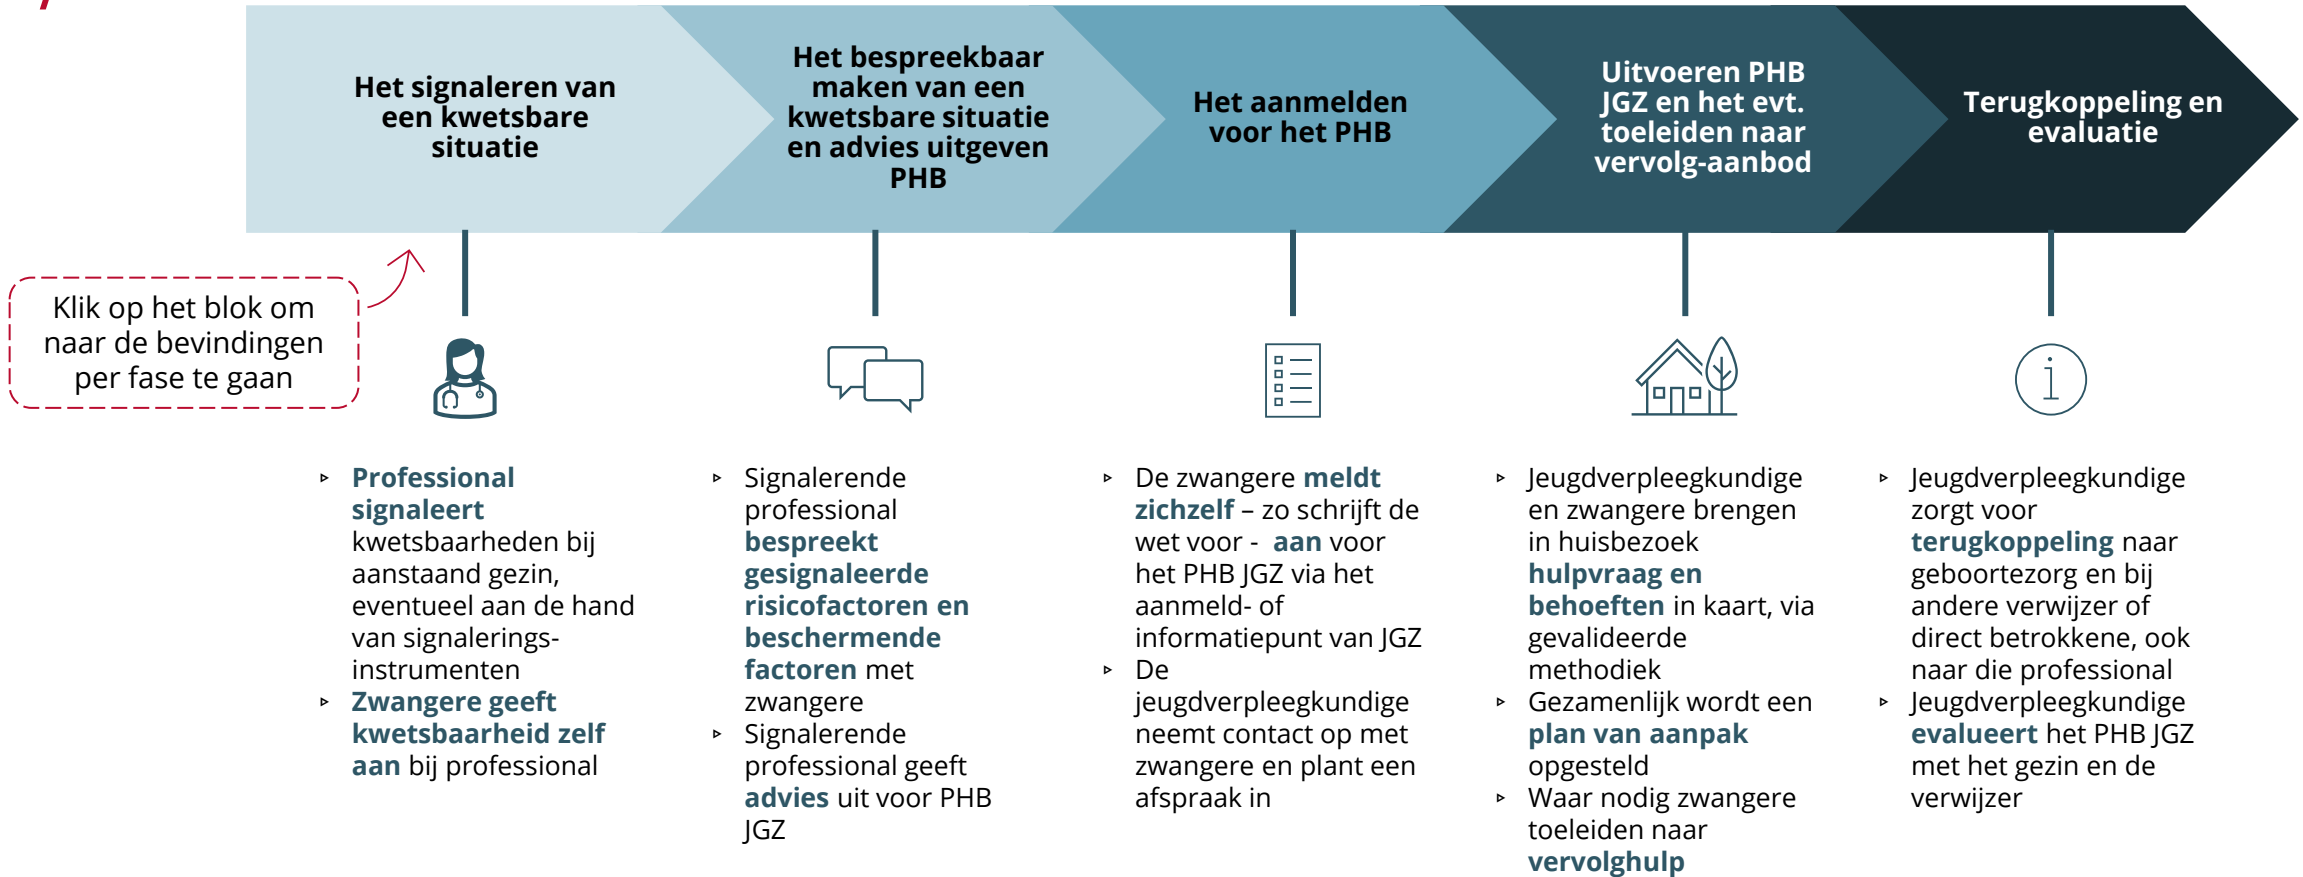 Het signaleren van
een kwetsbare
situatie
Het bespreekbaar
maken van een
kwetsbare situatie
en advies uitgeven
PHB
Het aanmelden
voor het PHB
Uitvoeren PHB
JGZ en het evt.
toeleiden naar
vervolg-aanbod
Terugkoppeling en
evaluatie
Klik op het blok om
naar de bevindingen
per fase te gaan
▹ Professional
signaleert
kwetsbaarheden bij
aanstaand gezin,
eventueel aan de hand
van signalerings-
instrumenten
▹ Zwangere geeft
kwetsbaarheid zelf
aan bij professional
▹ Signalerende
professional
bespreekt
gesignaleerde
risicofactoren en
beschermende
factoren met
zwangere
▹ Signalerende
professional geeft
advies uit voor PHB
JGZ
▹ De zwangere meldt
zichzelf – zo schrijft de
wet voor - aan voor
het PHB JGZ via het
aanmeld- of
informatiepunt van JGZ
▹ De
jeugdverpleegkundige
neemt contact op met
zwangere en plant een
afspraak in
▹ Jeugdverpleegkundige
en zwangere brengen
in huisbezoek
hulpvraag en
behoeften in kaart, via
gevalideerde
methodiek
▹ Gezamenlijk wordt een
plan van aanpak
opgesteld
▹ Waar nodig zwangere
toeleiden naar
vervolghulp
▹ Jeugdverpleegkundige
zorgt voor
terugkoppeling naar
geboortezorg en bij
andere verwijzer of
direct betrokkene, ook
naar die professional
▹ Jeugdverpleegkundige
evalueert het PHB JGZ
met het gezin en de
verwijzer